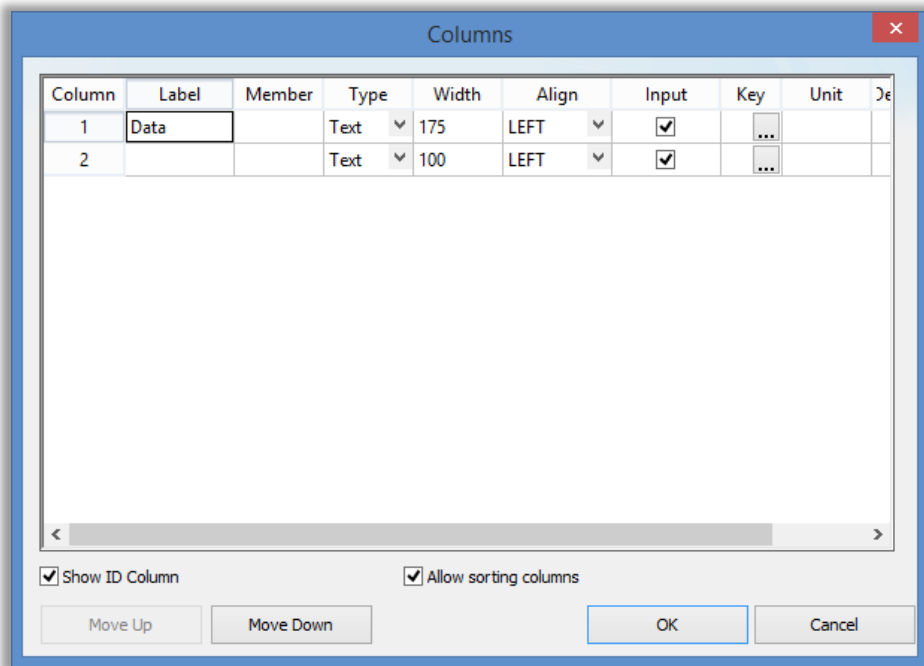 Columns
Column Label Member Type Width Align Input Key Unit De
1 Data Text 175 LEFT ...
2 Text 100 LEFT ...
Show ID Column Allow sorting columns
Move Up Move Down OK Cancel